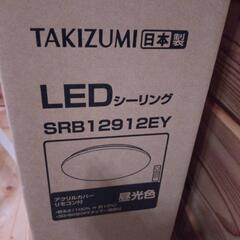 TAKIZUMI 日本製
LEDシーリング
SRB12912EY
アクリルカバー
リモコン付
昼光色